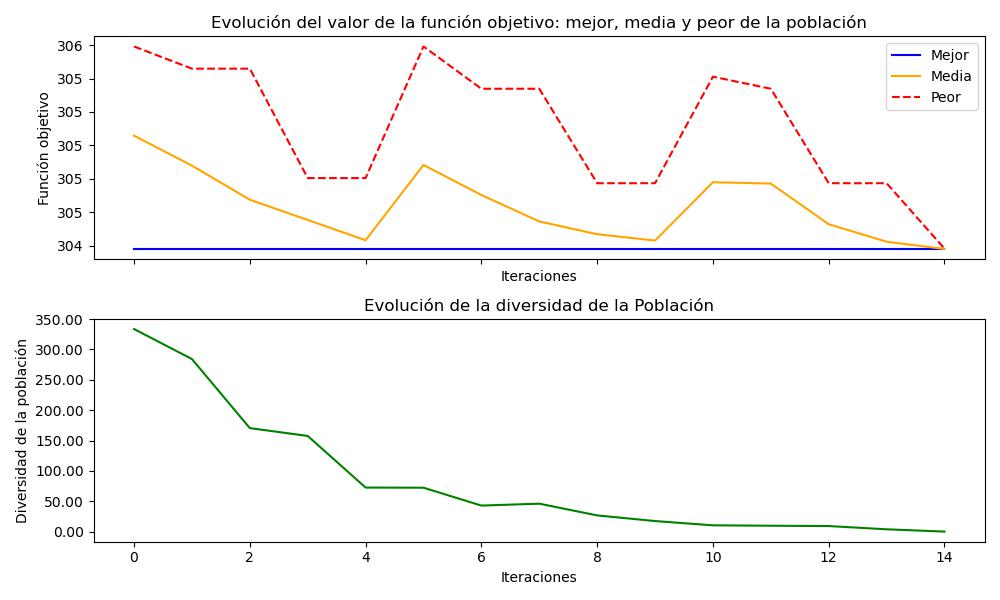 Evolución del valor de la función objetivo: mejor, media y peor de la población
Función objetivo
306
305
305
305
305
305
304
Mejor
Media
Peor
Iteraciones
Evolución de la diversidad de la Población
Diversidad de la población
350.00
300.00
250.00
200.00
150.00
100.00
50.00
0.00
0 2 4 6 8 10 12 14
Iteraciones